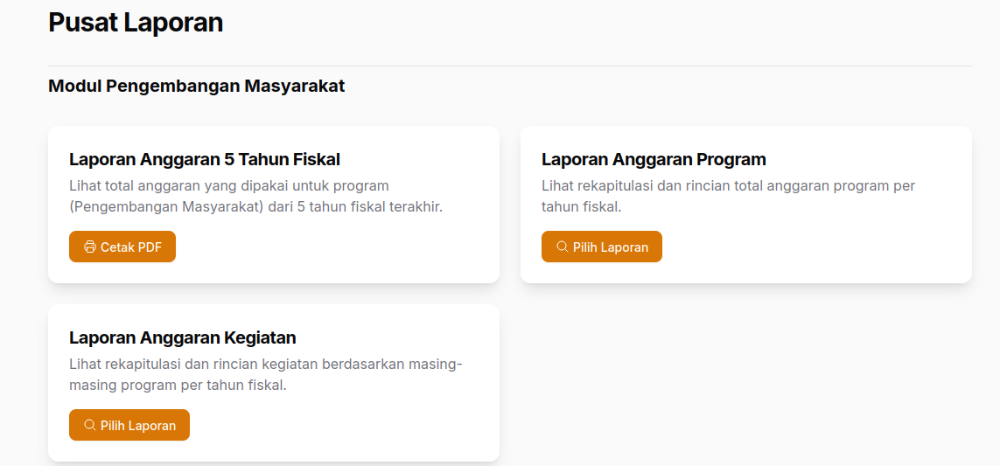 Pusat Laporan
Modul Pengembangan Masyarakat
Laporan Anggaran 5 Tahun Fiskal
Lihat total anggaran yang dipakai untuk program
(Pengembangan Masyarakat) dari 5 tahun fiskal terakhir.
Cetak PDF
Laporan Anggaran Program
Lihat rekapitulasi dan rincian total anggaran program per
tahun fiskal.
Pilih Laporan
Laporan Anggaran Kegiatan
Lihat rekapitulasi dan rincian kegiatan berdasarkan masing-
masing program per tahun fiskal.
Pilih Laporan